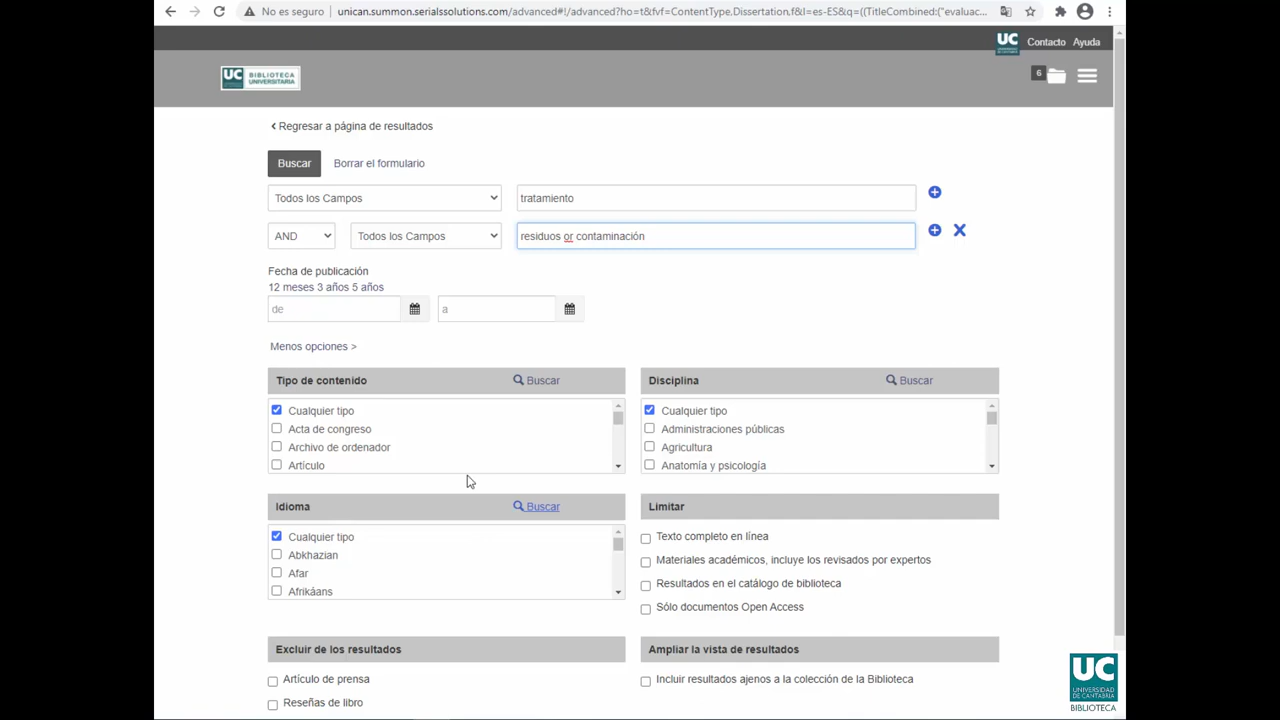 No es seguro | unican.summon.serialssolutions.com/advanced#!/advanced?ho=t&fvf=ContentType,Dissertation,f&l=es-ES&q=((TitleCombined:("evaluac...
UC Contacto Ayuda
UC BIBLIOTECA UNIVERSITARIA
6
Regresar a página de resultados
Buscar Borrar el formulario
Todos los Campos tratamiento
AND Todos los Campos residuos or contaminación
Fecha de publicación
12 meses 3 años 5 años
de a
Menos opciones >
Tipo de contenido Buscar
Cualquier tipo
Acta de congreso
Archivo de ordenador
Artículo
Disciplina Buscar
Cualquier tipo
Administraciones públicas
Agricultura
Anatomía y psicología
Idioma Buscar
Cualquier tipo
Abkhazian
Afar
Afrikáans
Limitar
Texto completo en línea
Materiales académicos, incluye los revisados por expertos
Resultados en el catálogo de biblioteca
Sólo documentos Open Access
Excluir de los resultados
Artículo de prensa
Reseñas de libro
Ampliar la vista de resultados
Incluir resultados ajenos a la colección de la Biblioteca
UC
UNIVERSIDAD
DE CANTABRIA
BIBLIOTECA